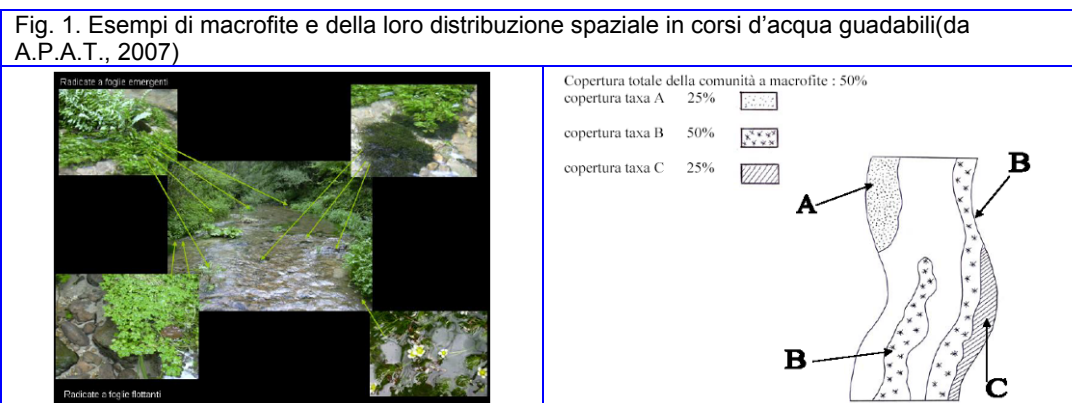 Fig. 1. Esempi di macrofite e della loro distribuzione spaziale in corsi d'acqua guadabili(da
A.P.A.T., 2007)
Radicate a foglie emergenti
Radicate a foglie flottanti
Copertura totale della comunità a macrofite : 50%
copertura taxa A 25%
copertura taxa B 50%
copertura taxa C 25%
A
B
B
C